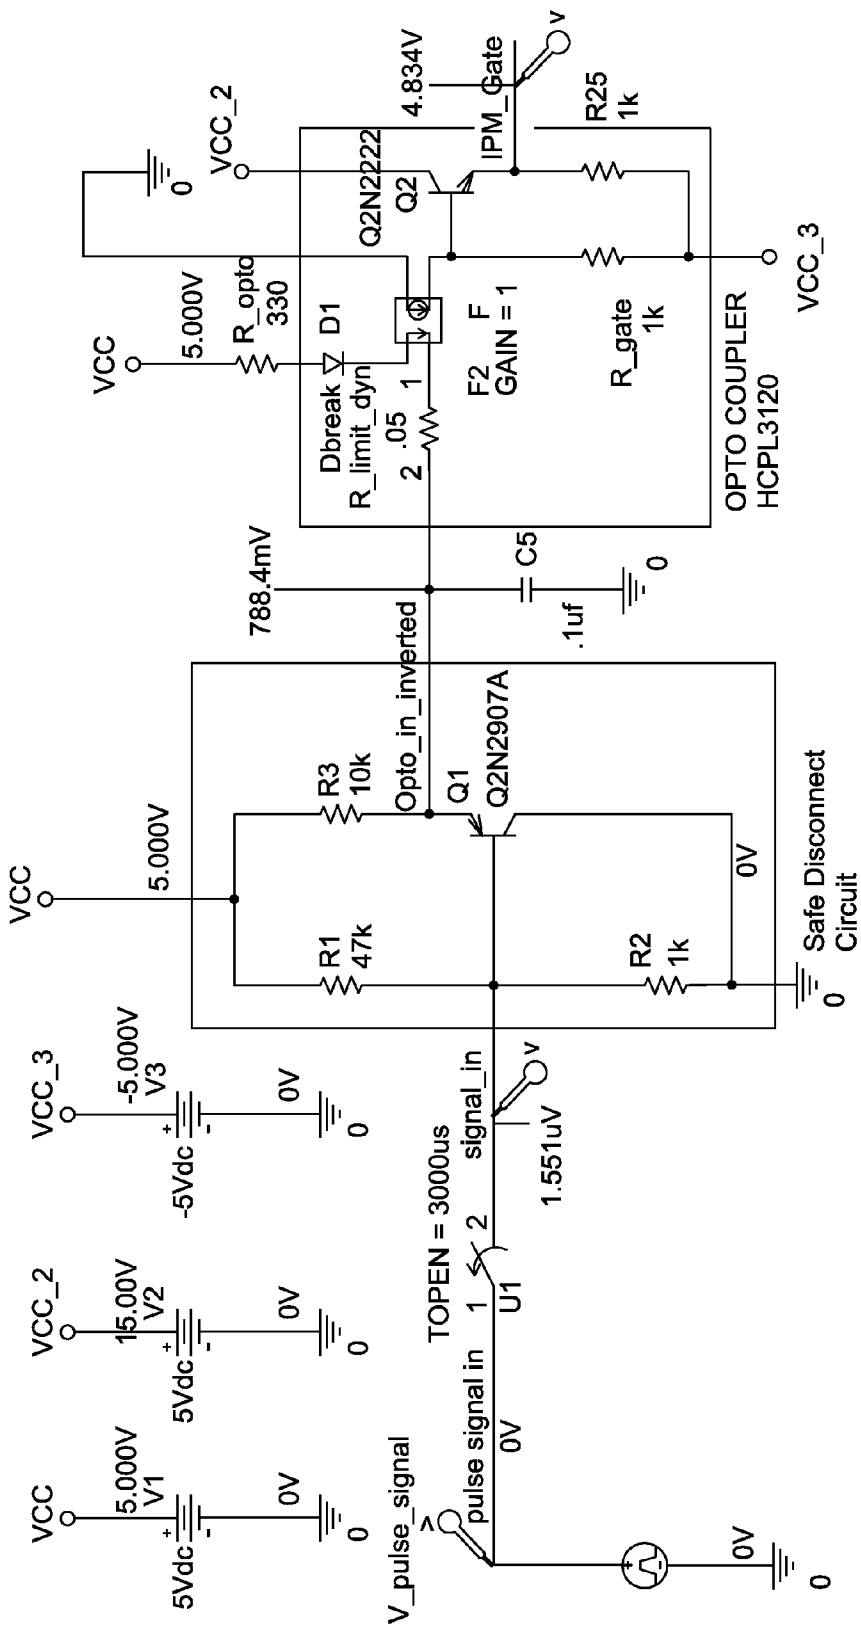 VCC
5.000V
V1
5Vdc
+
-
0V
0
VCC_2
15.00V
V2
5Vdc
+
-
0V
0
VCC_3
-5.000V
V3
-5Vdc
+
-
0V
0
V_pulse_signal
V
pulse signal in
0V
0V
0
TOPEN = 3000us
1
2
U1
signal_in
V
1.551uV
VCC
5.000V
R1
47k
R3
10k
Opto_in_inverted
Q1
Q2N2907A
R2
1k
0V
0
Safe Disconnect
Circuit
788.4mV
C5
.1uf
0
VCC
5.000V
R_opto
330
D1
Dbreak
R_limit_dyn
.05
2
1
F2
F
GAIN = 1
0
VCC_2
Q2N2222
Q2
4.834V
IPM_Gate
V
R25
1k
R_gate
1k
VCC_3
OPTO COUPLER
HCPL3120